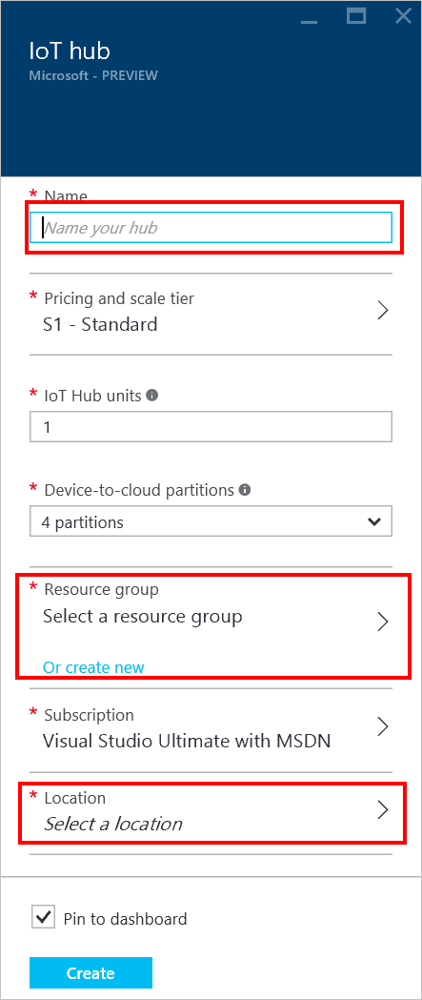 IoT hub
Microsoft - PREVIEW
* Name
Name your hub
* Pricing and scale tier
S1 - Standard
* IoT Hub units
1
* Device-to-cloud partitions
4 partitions
* Resource group
Select a resource group
Or create new
* Subscription
Visual Studio Ultimate with MSDN
* Location
Select a location
Pin to dashboard
Create